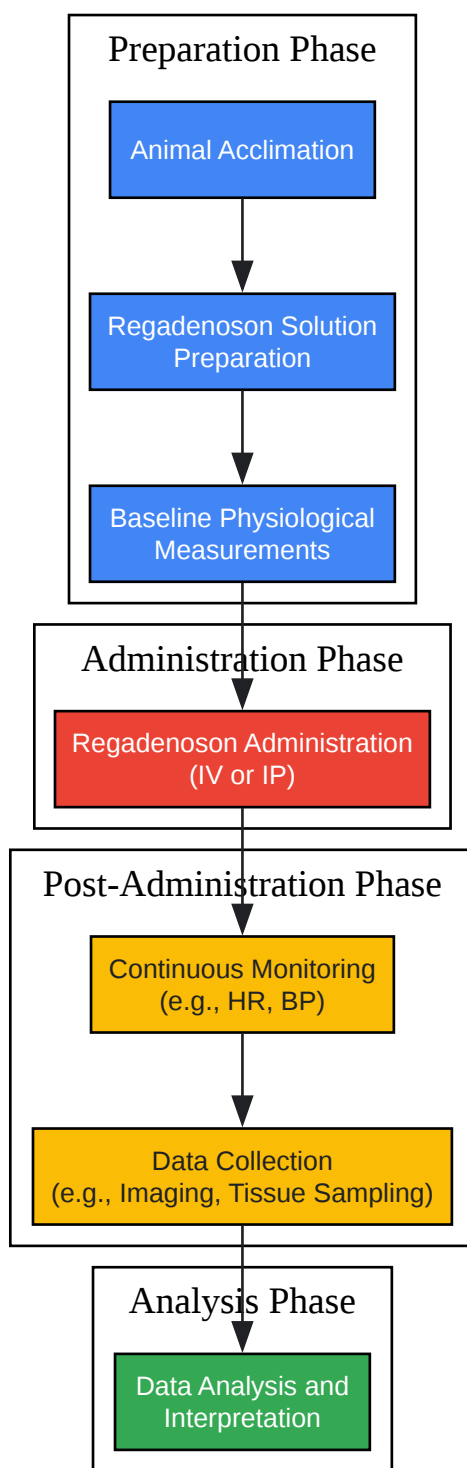 Preparation Phase
Animal Acclimation
Regadenoson Solution
Preparation
Baseline Physiological
Measurements
Administration Phase
Regadenoson Administration
(IV or IP)
Post-Administration Phase
Continuous Monitoring
(e.g., HR, BP)
Data Collection
(e.g., Imaging, Tissue Sampling)
Analysis Phase
Data Analysis and
Interpretation